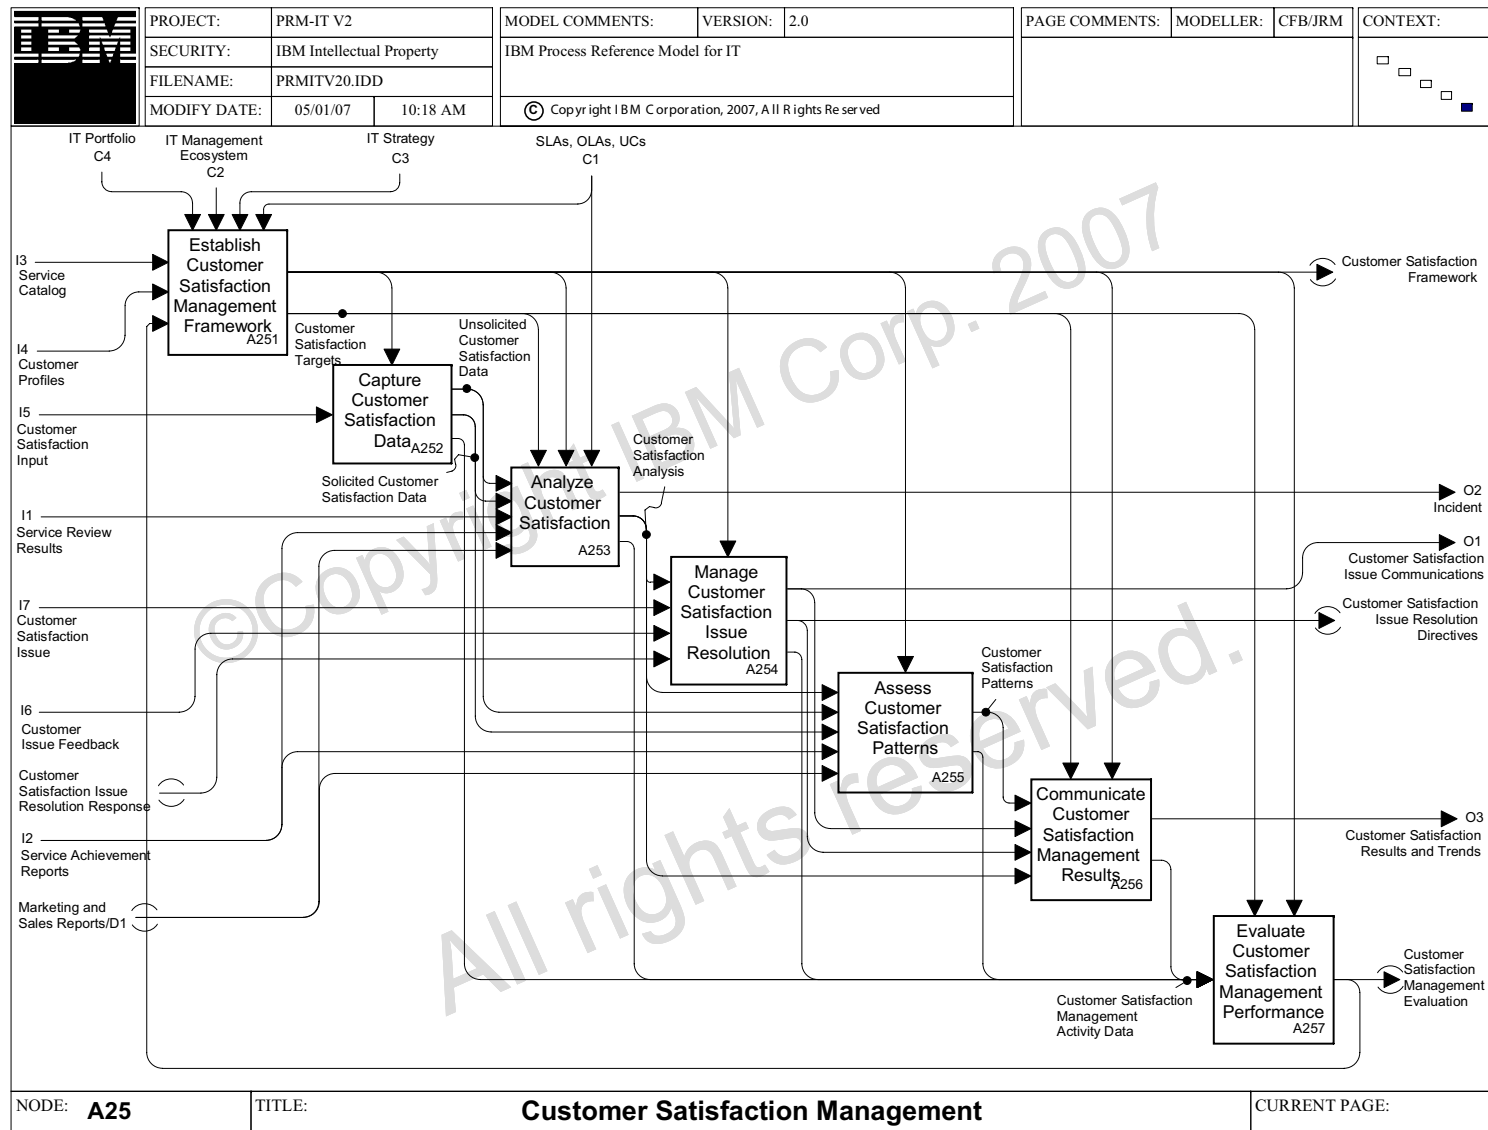 IBM
PROJECT:
PRM-IT V2
MODEL COMMENTS:
VERSION:
2.0
PAGE COMMENTS:
MODELLER:
CFB/JRM
CONTEXT:
SECURITY:
IBM Intellectual Property
IBM Process Reference Model for IT
FILENAME:
PRMITV20.IDD
MODIFY DATE:
05/01/07
10:18 AM
© Copyright IBM Corporation, 2007, All Rights Reserved
IT Portfolio
C4
IT Management
Ecosystem
C2
IT Strategy
C3
SLAs, OLAs, UCs
C1
I3
Service
Catalog
I4
Customer
Profiles
I5
Customer
Satisfaction
Input
I1
Service Review
Results
I7
Customer
Satisfaction
Issue
I6
Customer
Issue Feedback
Customer
Satisfaction Issue
Resolution Response
I2
Service Achievement
Reports
Marketing and
Sales Reports/D1
Establish
Customer
Satisfaction
Management
Framework
A251
Customer
Satisfaction
Targets
Capture
Customer
Satisfaction
Data
A252
Unsolicited
Customer
Satisfaction
Data
Solicited Customer
Satisfaction Data
Analyze
Customer
Satisfaction
A253
Customer
Satisfaction
Analysis
Manage
Customer
Satisfaction
Issue
Resolution
A254
Assess
Customer
Satisfaction
Patterns
A255
Customer
Satisfaction
Patterns
Communicate
Customer
Satisfaction
Management
Results
A256
Customer Satisfaction
Management
Activity Data
Evaluate
Customer
Satisfaction
Management
Performance
A257
Customer Satisfaction
Framework
O2
Incident
O1
Customer Satisfaction
Issue Communications
Customer Satisfaction
Issue Resolution
Directives
O3
Customer Satisfaction
Results and Trends
Customer
Satisfaction
Management
Evaluation
©Copyright IBM Corp. 2007
All rights reserved.
NODE:
A25
TITLE:
Customer Satisfaction Management
CURRENT PAGE: